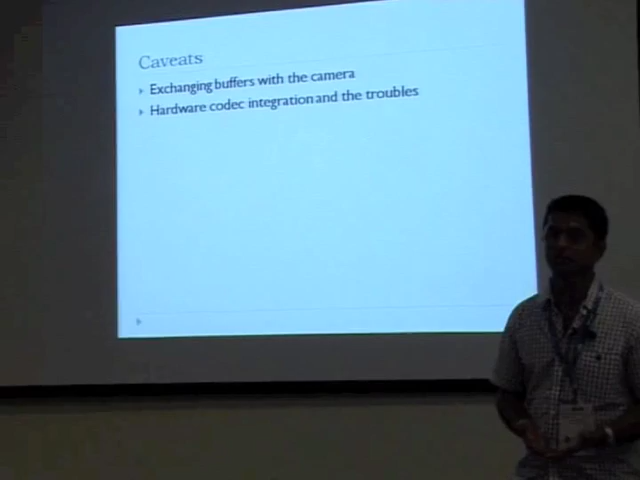 Caveats
Exchanging buffers with the camera
Hardware codec integration and the troubles